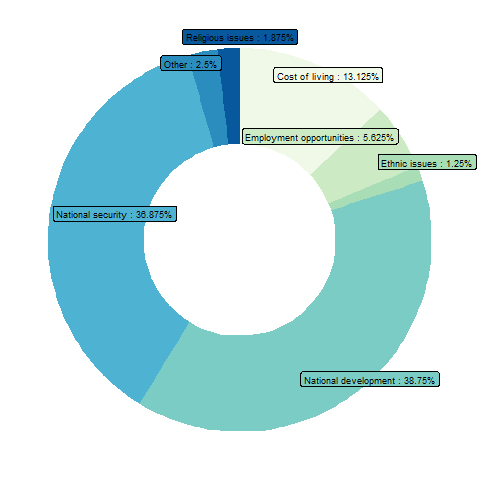 Religious issues : 1.875%
Other : 2.5%
Cost of living : 13.125%
Employment opportunities : 5.625%
Ethnic issues : 1.25%
National security : 36.875%
National development : 38.75%